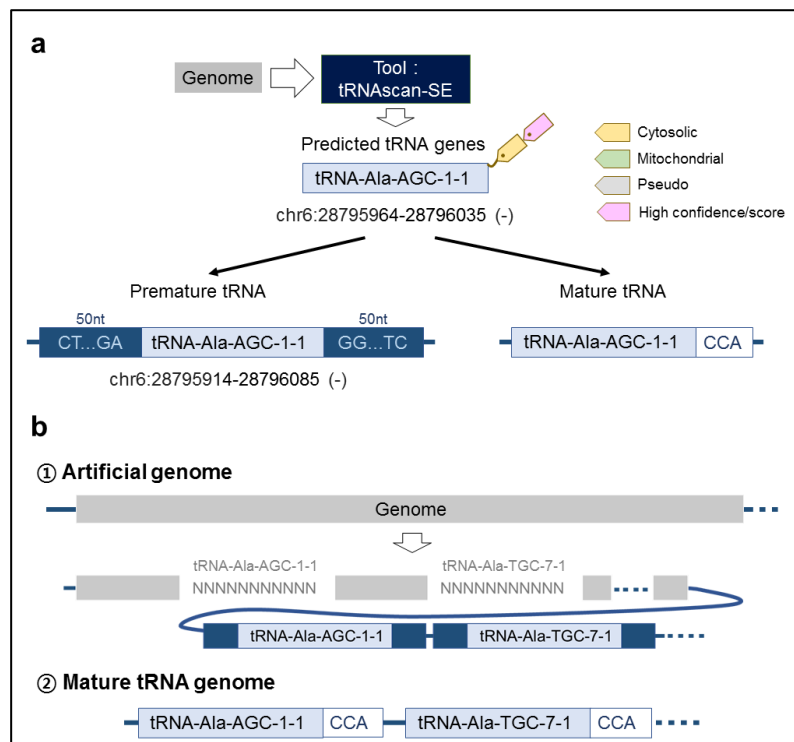 a
Genome
Tool :
tRNAscan-SE
Predicted tRNA genes
tRNA-Ala-AGC-1-1
chr6:28795964-28796035 (-)
Cytosolic
Mitochondrial
Pseudo
High confidence/score
Premature tRNA
50nt
50nt
CT...GA
tRNA-Ala-AGC-1-1
GG...TC
chr6:28795914-28796085 (-)
Mature tRNA
tRNA-Ala-AGC-1-1
CCA
b
① Artificial genome
Genome
tRNA-Ala-AGC-1-1
tRNA-Ala-TGC-7-1
NNNNNNNNNNN
NNNNNNNNNNN
tRNA-Ala-AGC-1-1
tRNA-Ala-TGC-7-1
② Mature tRNA genome
tRNA-Ala-AGC-1-1
CCA
tRNA-Ala-TGC-7-1
CCA